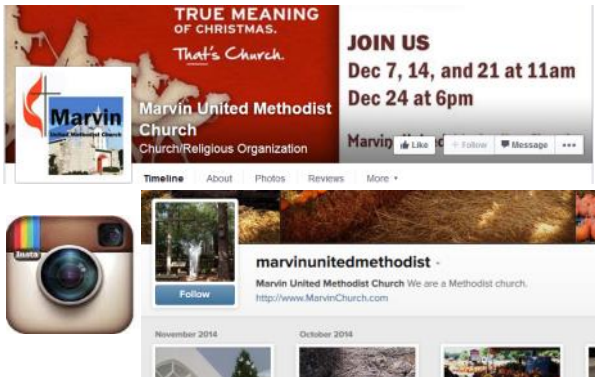 TRUE MEANING
OF CHRISTMAS.
That's Church.
JOIN US
Dec 7, 14, and 21 at 11am
Dec 24 at 6pm
Marvin
United Methodist Church
Marvin United Methodist
Church
Church/Religious Organization
Marvin
Like
+ Follow
Message
Timeline About Photos Reviews More
Insta
marvinunitedmethodist
Marvin United Methodist Church We are a Methodist church.
http://www.MarvinChurch.com
Follow
November 2014 October 2014